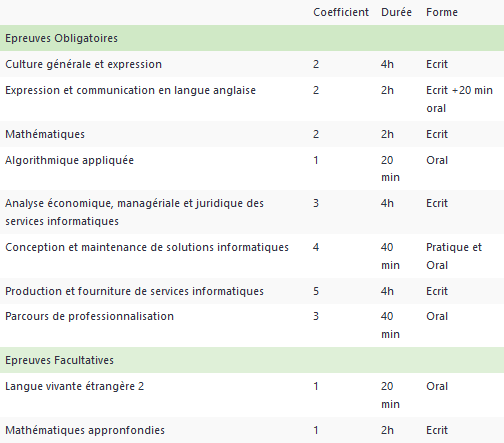 Coefficient Durée Forme
Epreuves Obligatoires
Culture générale et expression 2 4h Ecrit
Expression et communication en langue anglaise 2 2h Ecrit +20 min
oral
Mathématiques 2 2h Ecrit
Algorithmique appliquée 1 20 Oral
min
Analyse économique, managériale et juridique des 3 4h Ecrit
services informatiques
Conception et maintenance de solutions informatiques 4 40 Pratique et
min Oral
Production et fourniture de services informatiques 5 4h Ecrit
Parcours de professionnalisation 3 40 Oral
min
Epreuves Facultatives
Langue vivante étrangère 2 1 20 Oral
min
Mathématiques appronfondies 1 2h Ecrit